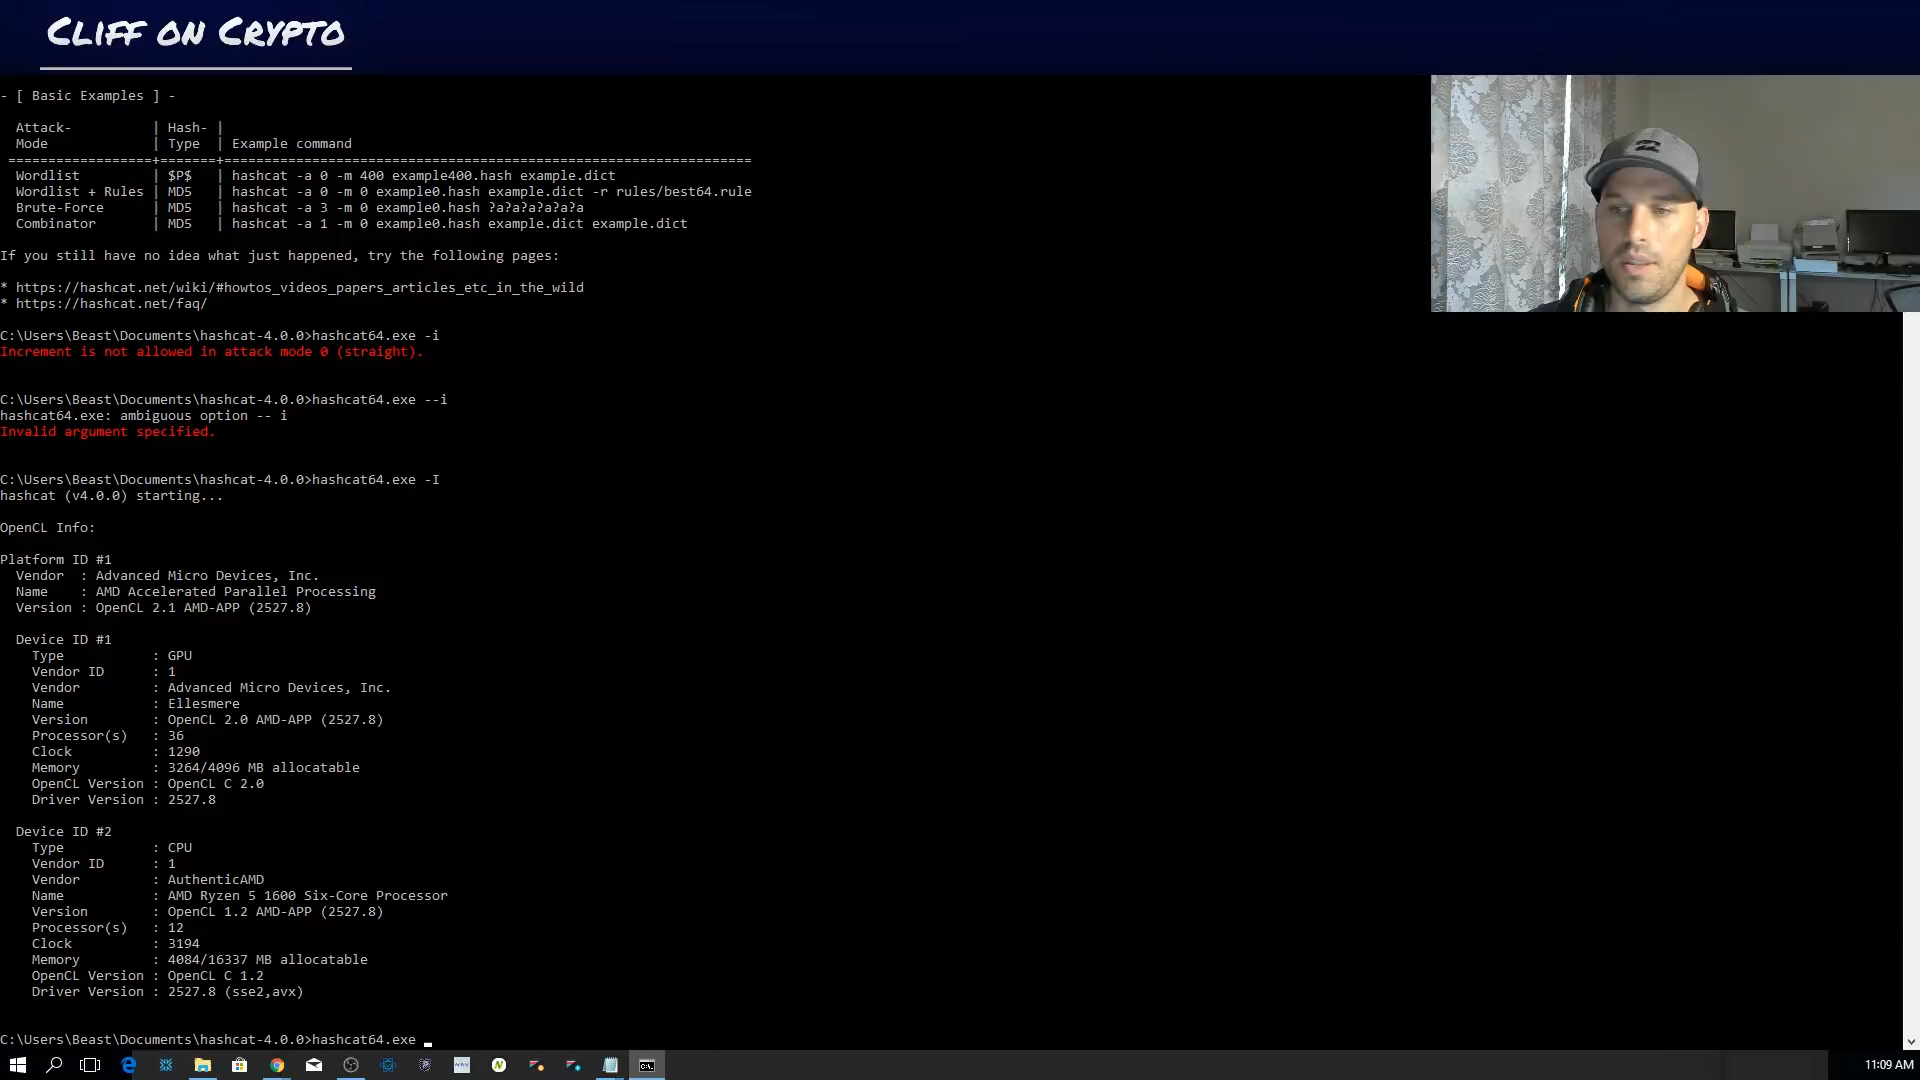 Cliff on Crypto
- [ Basic Examples ] -
Attack- | Hash- |
Mode | Type | Example command
==================+=======+==================================================================
Wordlist | $P$ | hashcat -a 0 -m 400 example400.hash example.dict
Wordlist + Rules | MD5 | hashcat -a 0 -m 0 example0.hash example.dict -r rules/best64.rule
Brute-Force | MD5 | hashcat -a 3 -m 0 example0.hash ?a?a?a?a?a?a
Combinator | MD5 | hashcat -a 1 -m 0 example0.hash example.dict example.dict
If you still have no idea what just happened, try the following pages:
* https://hashcat.net/wiki/#howtos_videos_papers_articles_etc_in_the_wild
* https://hashcat.net/faq/
C:\Users\Beast\Documents\hashcat-4.0.0>hashcat64.exe -i
Increment is not allowed in attack mode 0 (straight).
C:\Users\Beast\Documents\hashcat-4.0.0>hashcat64.exe --i
hashcat64.exe: ambiguous option -- i
Invalid argument specified.
C:\Users\Beast\Documents\hashcat-4.0.0>hashcat64.exe -I
hashcat (v4.0.0) starting...
OpenCL Info:
Platform ID #1
Vendor : Advanced Micro Devices, Inc.
Name : AMD Accelerated Parallel Processing
Version : OpenCL 2.1 AMD-APP (2527.8)
Device ID #1
Type : GPU
Vendor ID : 1
Vendor : Advanced Micro Devices, Inc.
Name : Ellesmere
Version : OpenCL 2.0 AMD-APP (2527.8)
Processor(s) : 36
Clock : 1290
Memory : 3264/4096 MB allocatable
OpenCL Version : OpenCL C 2.0
Driver Version : 2527.8
Device ID #2
Type : CPU
Vendor ID : 1
Vendor : AuthenticAMD
Name : AMD Ryzen 5 1600 Six-Core Processor
Version : OpenCL 1.2 AMD-APP (2527.8)
Processor(s) : 12
Clock : 3194
Memory : 4084/16337 MB allocatable
OpenCL Version : OpenCL C 1.2
Driver Version : 2527.8 (sse2,avx)
C:\Users\Beast\Documents\hashcat-4.0.0>hashcat64.exe _
11:09 AM